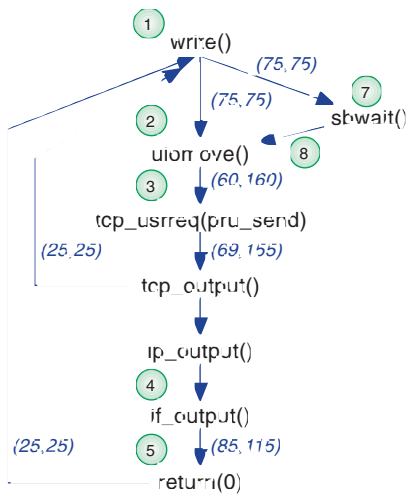 1
write()
(75,75)
(75,75)
7
2
sbwait()
uiomove()
8
3
(60,160)
tcp_usrreq(pru_send)
(25,25)
(69,155)
tcp_output()
ip_output()
4
if_output()
(25,25)
5
(85,115)
return(0)